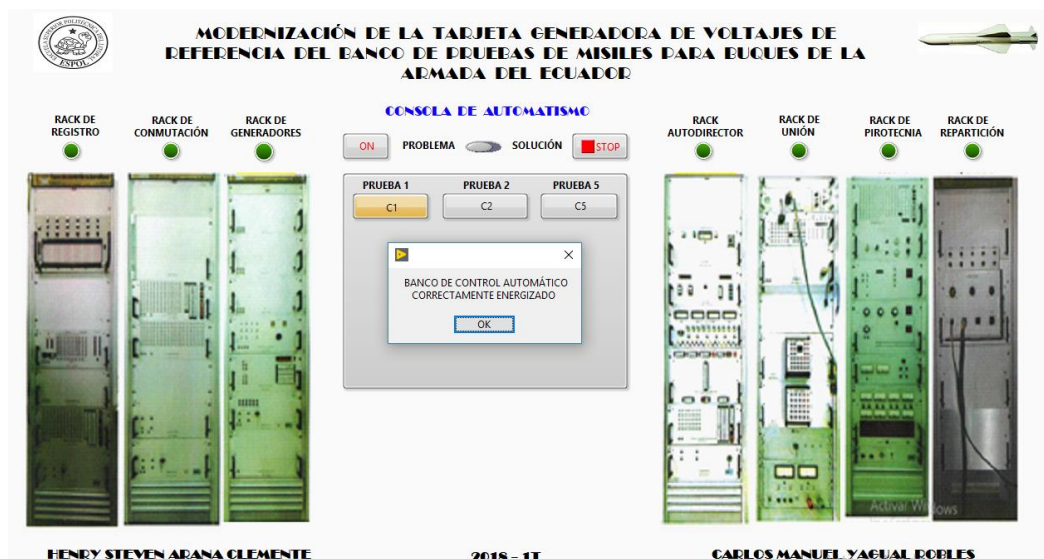 MODERNIZACIÓN DE LA TARJETA GENERADORA DE VOLTAJES DE
REFERENCIA DEL BANCO DE PRUEBAS DE MISILES PARA BUQUES DE LA
ARMADA DEL ECUADOR
ESPOL
CONSOLA DE AUTOMATISMO
RACK DE
REGISTRO
RACK DE
CONMUTACIÓN
RACK DE
GENERADORES
ON
PROBLEMA
SOLUCIÓN
STOP
RACK
AUTODIRECTOR
RACK DE
UNIÓN
RACK DE
PIROTECNIA
RACK DE
REPARTICIÓN
PRUEBA 1
PRUEBA 2
PRUEBA 5
C1
C2
C5
BANCO DE CONTROL AUTOMÁTICO
CORRECTAMENTE ENERGIZADO
OK
Activar Windows
HENRY STEVEN ARANA CLEMENTE
2018 - 1T
CARLOS MANUEL YAGUAL ROBLES